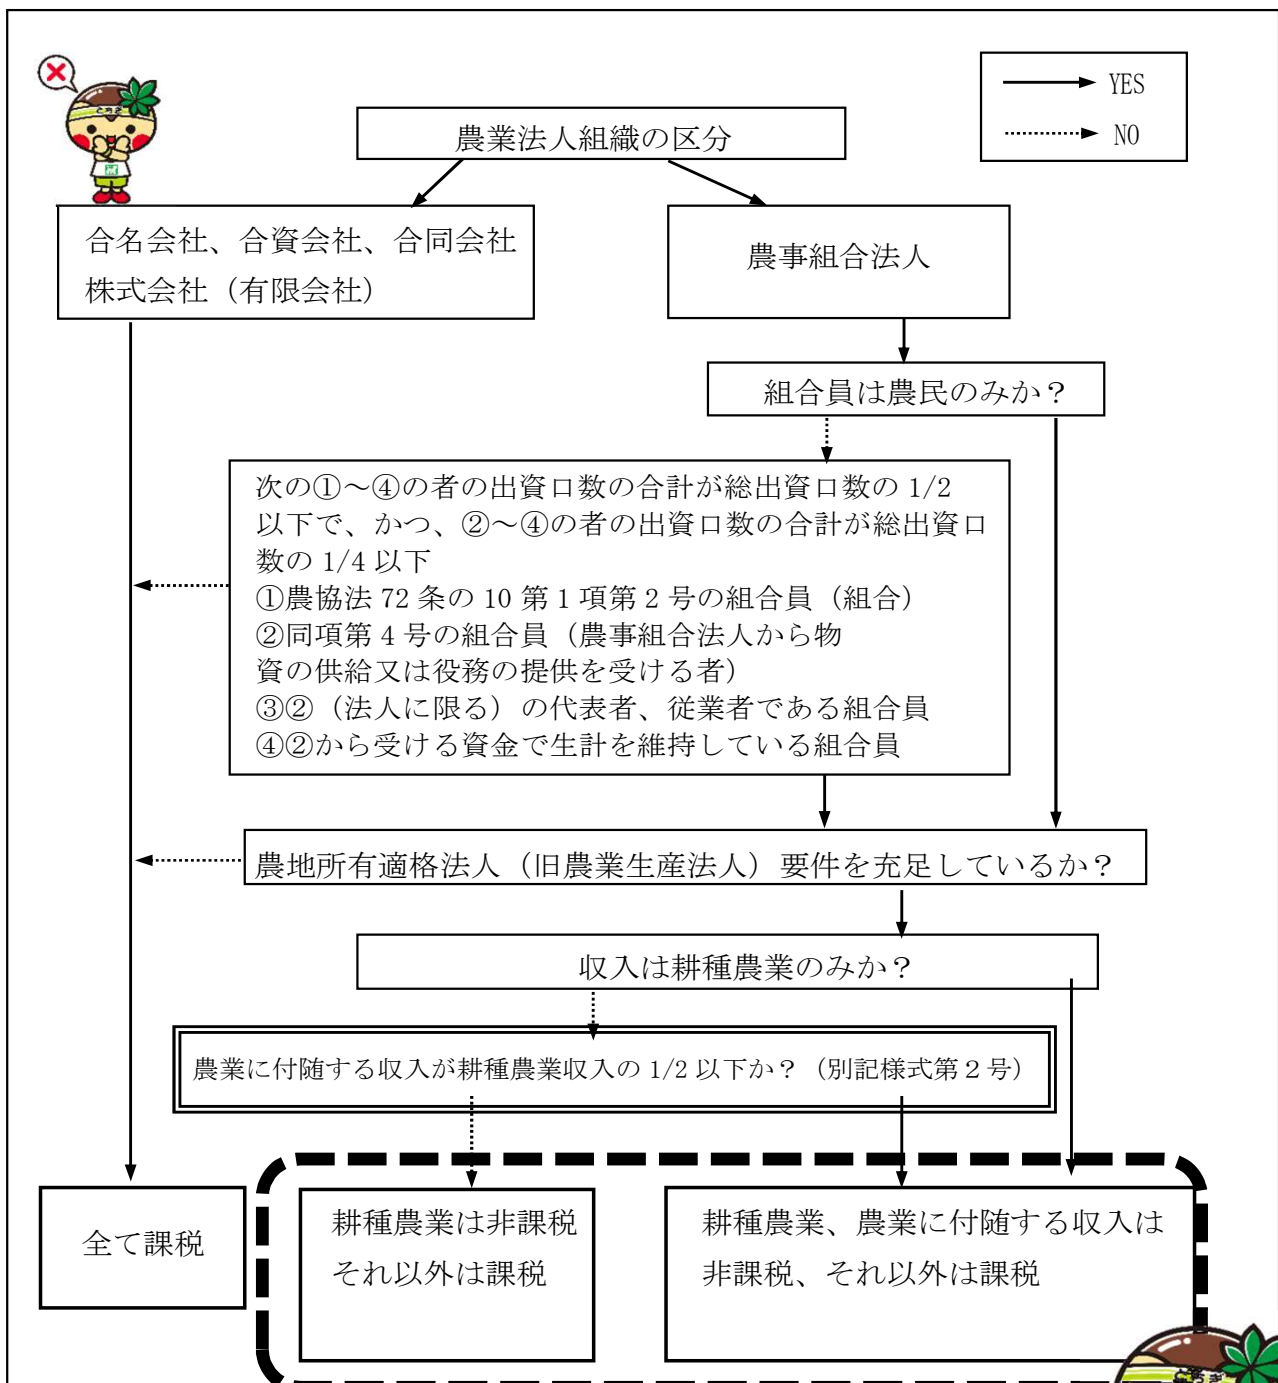 YES
NO
とちぎ
農業法人組織の区分
合名会社、合資会社、合同会社
株式会社（有限会社）
農事組合法人
組合員は農民のみか？
次の①～④の者の出資口数の合計が総出資口数の 1/2
以下で、かつ、②～④の者の出資口数の合計が総出資口
数の 1/4 以下
①農協法 72 条の 10 第 1 項第 2 号の組合員（組合）
②同項第 4 号の組合員（農事組合法人から物
資の供給又は役務の提供を受ける者）
③②（法人に限る）の代表者、従業者である組合員
④②から受ける資金で生計を維持している組合員
農地所有適格法人（旧農業生産法人）要件を充足しているか？
収入は耕種農業のみか？
農業に付随する収入が耕種農業収入の 1/2 以下か？（別記様式第 2 号）
全て課税
耕種農業は非課税
それ以外は課税
耕種農業、農業に付随する収入は
非課税、それ以外は課税
とちぎ